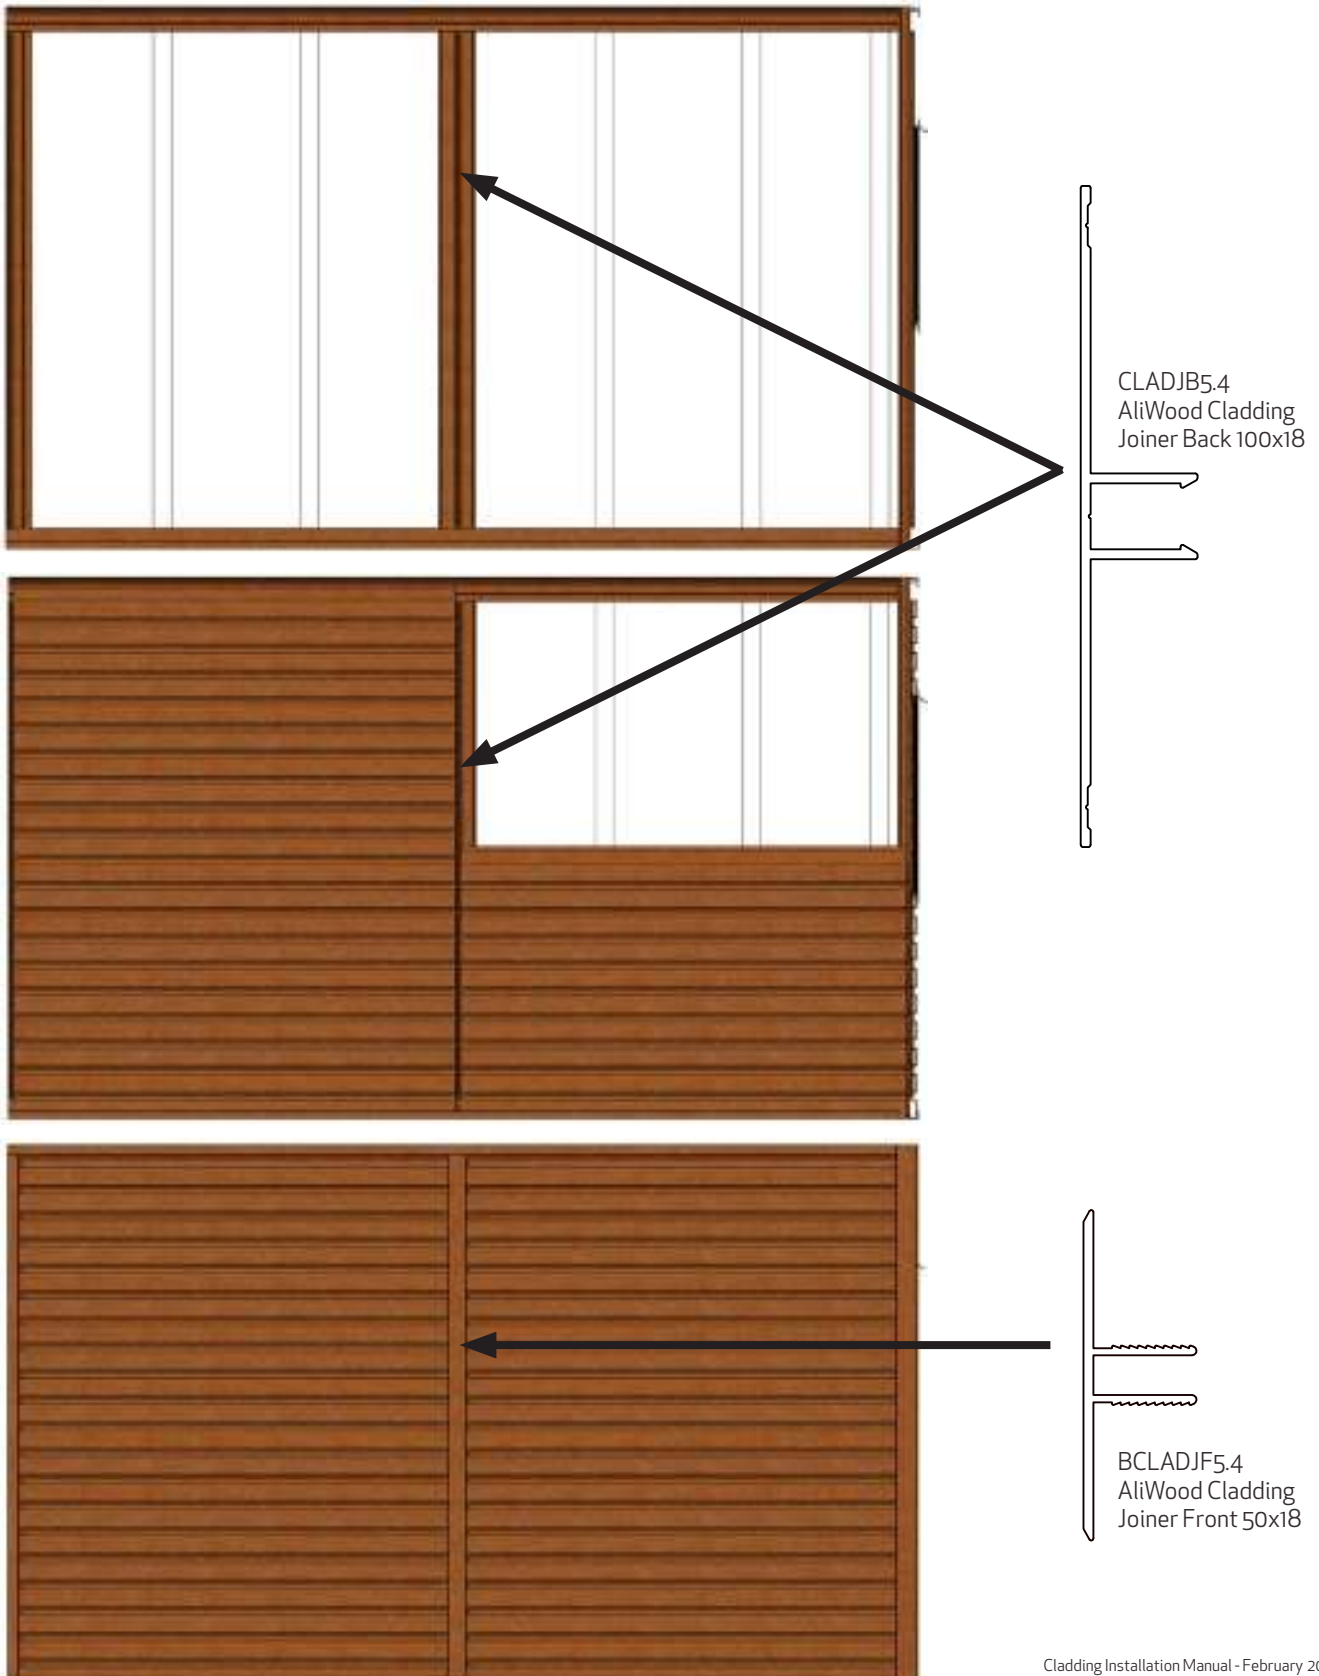 CLADJB5.4
AliWood Cladding
Joiner Back 100x18
BCLADJF5.4
AliWood Cladding
Joiner Front 50x18
Cladding Installation Manual - February